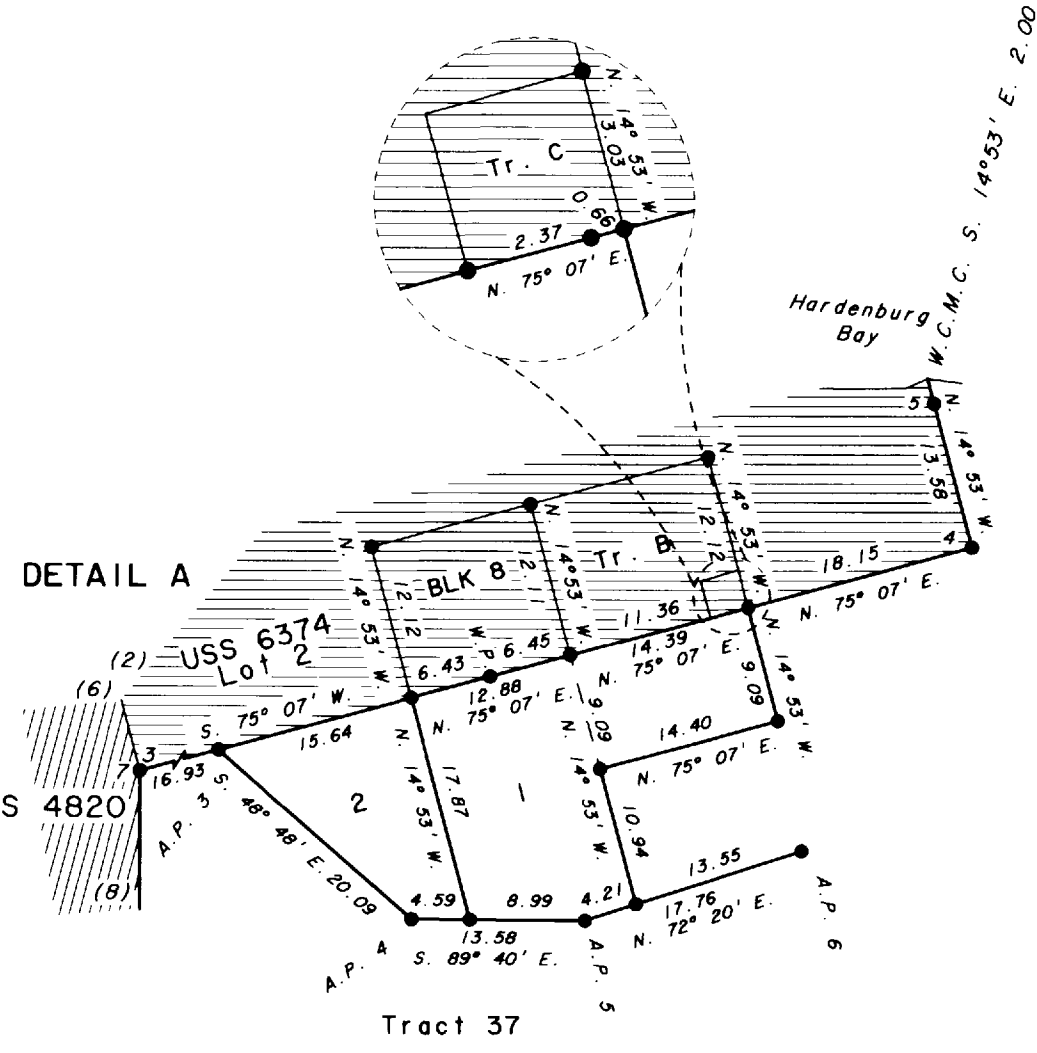 N. 14° 53' W.
3.03
Tr. C
0.66
2.37
N. 75° 07' E.
W.C.M.C. S. 14°53' E. 2.00
Hardenburg
Bay
5
N. 14° 53' W.
13.58
4
18.15
N. 75° 07' E.
N. 14° 53' W.
12.12
Tr. B
N. 14°53' W.
12.11
BLK 8
N. 14° 53' W.
12.12
DETAIL A
USS 6374
Lot 2
(2)
(6)
11.36
14.39
N. 75° 07' E.
6.45
W.P.
6.43
12.88
N. 75° 07' E.
S. 75° 07' W.
15.64
3
7
16.93
A.P. 3
S 4820
(8)
S. 48° 48' E. 20.09
2
N. 14° 53' W.
17.87
1
9.09
N. 14° 53' W.
10.94
N. 14° 53' W.
9.09
14.40
N. 75° 07' E.
13.55
17.76
N. 72° 20' E.
A.P. 6
4.59
8.99
4.21
13.58
S. 89° 40' E.
A.P. 4
A.P. 5
Tract 37